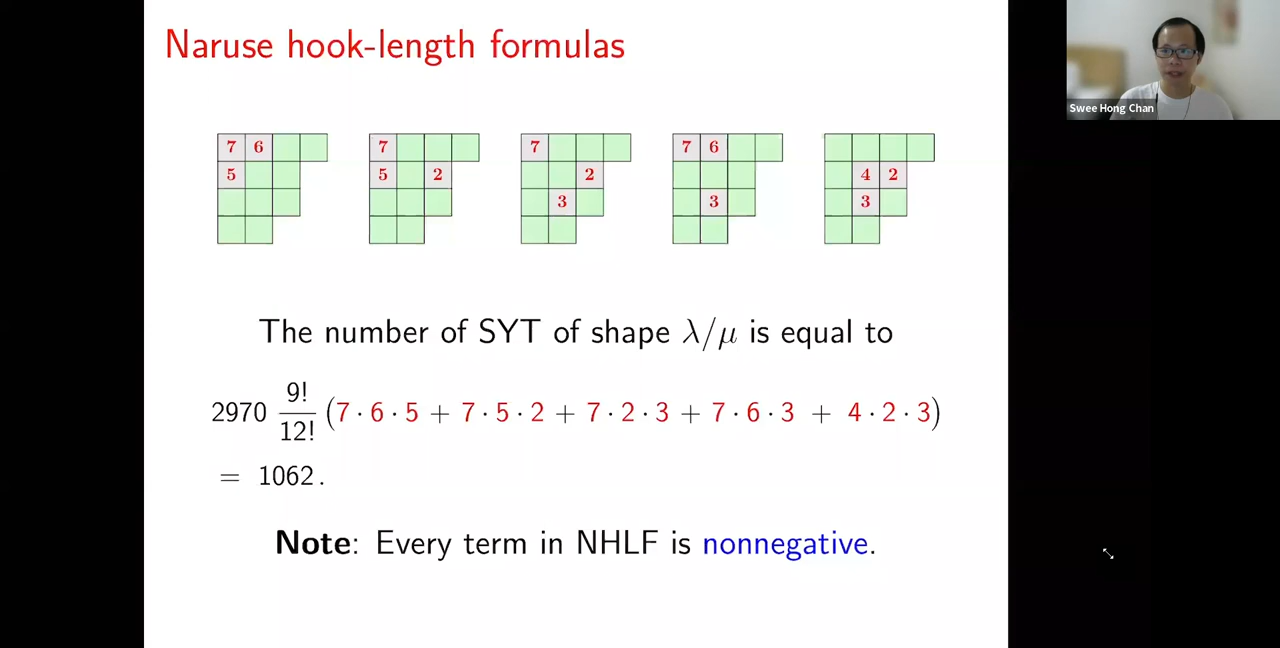 Naruse hook-length formulas
Swee Hong Chan
7 6 7 7 7 6
5 5 2 2 4 2
3 3 3
The number of SYT of shape λ/μ is equal to
2970 9!/12! (7 · 6 · 5 + 7 · 5 · 2 + 7 · 2 · 3 + 7 · 6 · 3 + 4 · 2 · 3)
= 1062.
Note: Every term in NHLF is nonnegative.